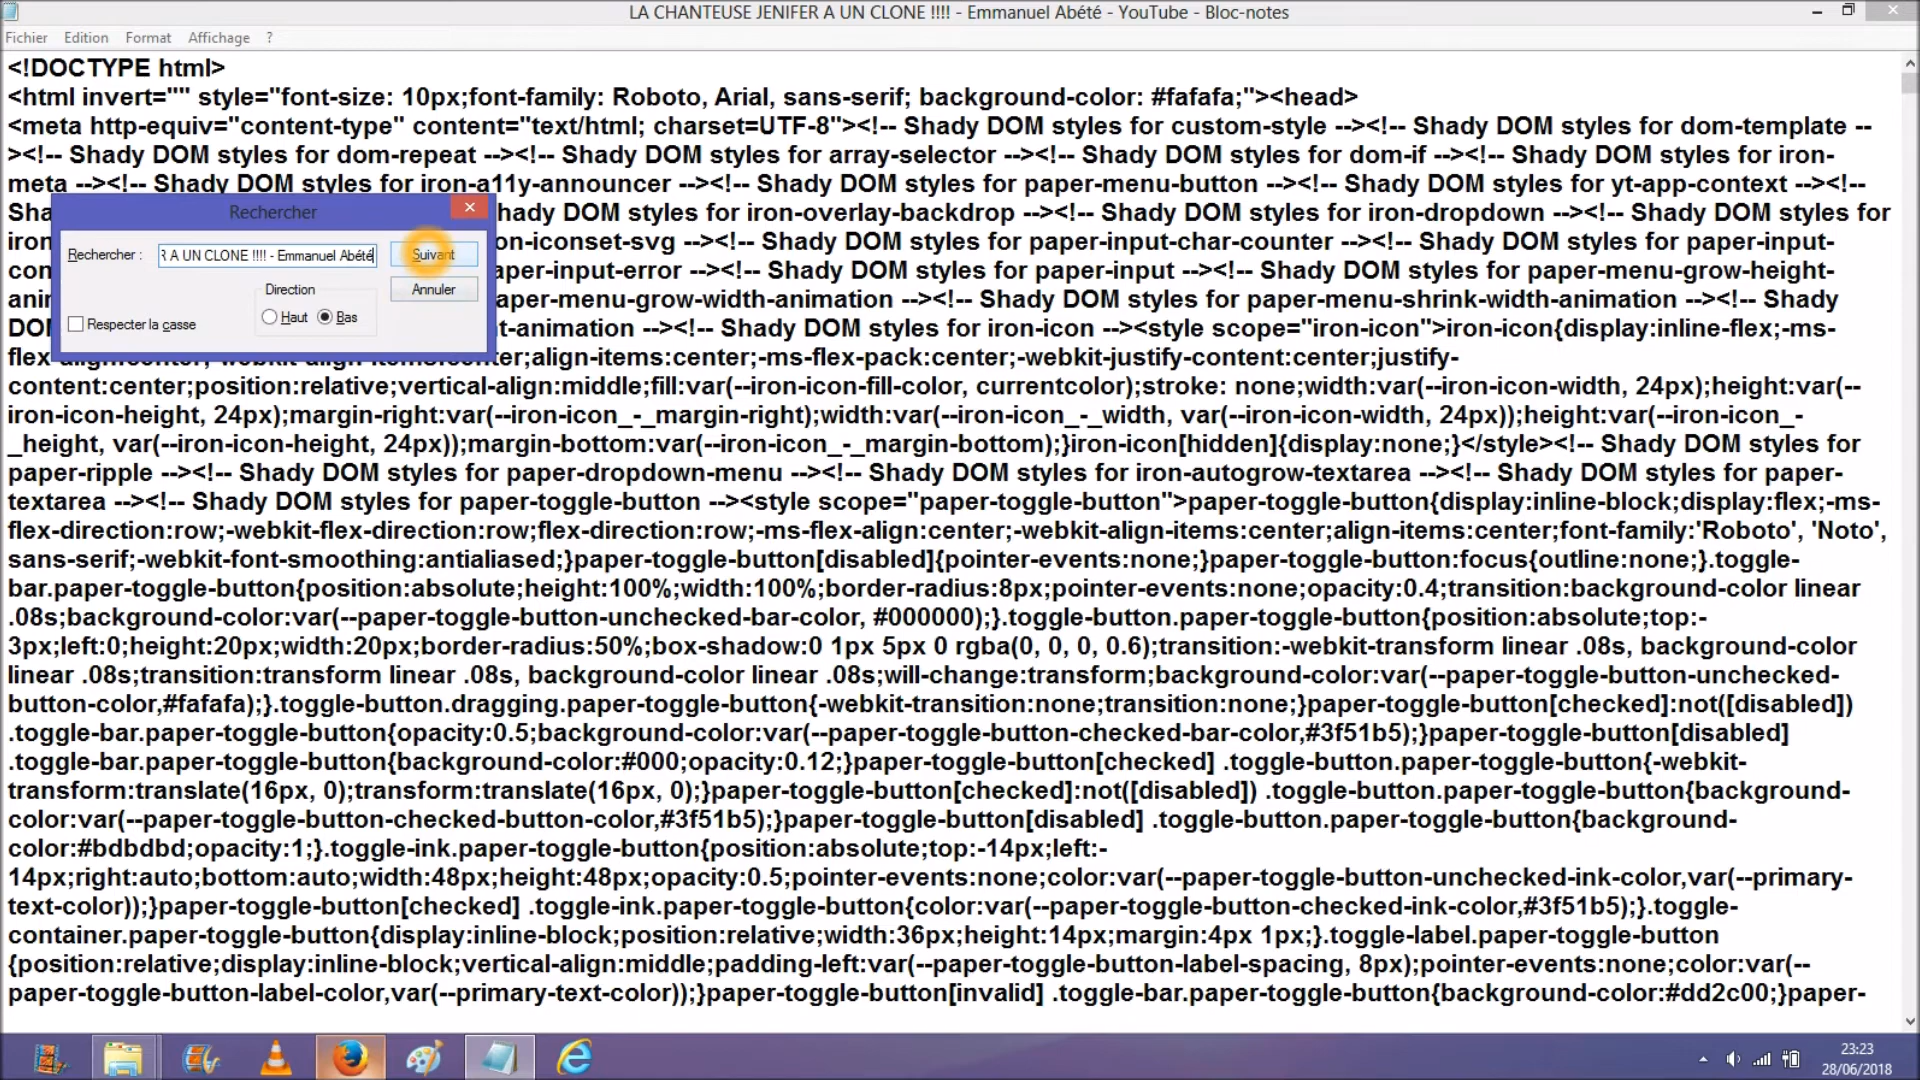 LA CHANTEUSE JENIFER A UN CLONE !!!! - Emmanuel Abété - YouTube - Bloc-notes
Fichier Edition Format Affichage ?
<!DOCTYPE html>
<html invert="" style="font-size: 10px;font-family: Roboto, Arial, sans-serif; background-color: #fafafa;"><head>
<meta http-equiv="content-type" content="text/html; charset=UTF-8"><!-- Shady DOM styles for custom-style --><!-- Shady DOM styles for dom-template --
><!-- Shady DOM styles for dom-repeat --><!-- Shady DOM styles for array-selector --><!-- Shady DOM styles for dom-if --><!-- Shady DOM styles for iron-
meta --><!-- Shady DOM styles for iron-a11y-announcer --><!-- Shady DOM styles for paper-menu-button --><!-- Shady DOM styles for yt-app-context --><!--
Sha hady DOM styles for iron-overlay-backdrop --><!-- Shady DOM styles for iron-dropdown --><!-- Shady DOM styles for
iron on-iconset-svg --><!-- Shady DOM styles for paper-input-char-counter --><!-- Shady DOM styles for paper-input-
con aper-input-error --><!-- Shady DOM styles for paper-input --><!-- Shady DOM styles for paper-menu-grow-height-
ani aper-menu-grow-width-animation --><!-- Shady DOM styles for paper-menu-shrink-width-animation --><!-- Shady
DO t-animation --><!-- Shady DOM styles for iron-icon --><style scope="iron-icon">iron-icon{display:inline-flex;-ms-
Rechercher
Rechercher : R A UN CLONE !!!! - Emmanuel Abété Suivant
Direction Annuler
Respecter la casse Haut Bas
flex-align:center;-webkit-align-items:center;align-items:center;-ms-flex-pack:center;-webkit-justify-content:center;justify-
content:center;position:relative;vertical-align:middle;fill:var(--iron-icon-fill-color, currentcolor);stroke: none;width:var(--iron-icon-width, 24px);height:var(--
iron-icon-height, 24px);margin-right:var(--iron-icon_-_margin-right);width:var(--iron-icon_-_width, var(--iron-icon-width, 24px));height:var(--iron-icon_-
_height, var(--iron-icon-height, 24px));margin-bottom:var(--iron-icon_-_margin-bottom);}iron-icon[hidden]{display:none;}</style><!-- Shady DOM styles for
paper-ripple --><!-- Shady DOM styles for paper-dropdown-menu --><!-- Shady DOM styles for iron-autogrow-textarea --><!-- Shady DOM styles for paper-
textarea --><!-- Shady DOM styles for paper-toggle-button --><style scope="paper-toggle-button">paper-toggle-button{display:inline-block;display:flex;-ms-
flex-direction:row;-webkit-flex-direction:row;flex-direction:row;-ms-flex-align:center;-webkit-align-items:center;align-items:center;font-family:'Roboto', 'Noto',
sans-serif;-webkit-font-smoothing:antialiased;}paper-toggle-button[disabled]{pointer-events:none;}paper-toggle-button:focus{outline:none;}.toggle-
bar.paper-toggle-button{position:absolute;height:100%;width:100%;border-radius:8px;pointer-events:none;opacity:0.4;transition:background-color linear
.08s;background-color:var(--paper-toggle-button-unchecked-bar-color, #000000);}.toggle-button.paper-toggle-button{position:absolute;top:-
3px;left:0;height:20px;width:20px;border-radius:50%;box-shadow:0 1px 5px 0 rgba(0, 0, 0, 0.6);transition:-webkit-transform linear .08s, background-color
linear .08s;transition:transform linear .08s, background-color linear .08s;will-change:transform;background-color:var(--paper-toggle-button-unchecked-
button-color,#fafafa);}.toggle-button.dragging.paper-toggle-button{-webkit-transition:none;transition:none;}paper-toggle-button[checked]:not([disabled])
.toggle-bar.paper-toggle-button{opacity:0.5;background-color:var(--paper-toggle-button-checked-bar-color,#3f51b5);}paper-toggle-button[disabled]
.toggle-bar.paper-toggle-button{background-color:#000;opacity:0.12;}paper-toggle-button[checked] .toggle-button.paper-toggle-button{-webkit-
transform:translate(16px, 0);transform:translate(16px, 0);}paper-toggle-button[checked]:not([disabled]) .toggle-button.paper-toggle-button{background-
color:var(--paper-toggle-button-checked-button-color,#3f51b5);}paper-toggle-button[disabled] .toggle-button.paper-toggle-button{background-
color:#bdbdbd;opacity:1;}.toggle-ink.paper-toggle-button{position:absolute;top:-14px;left:-
14px;right:auto;bottom:auto;width:48px;height:48px;opacity:0.5;pointer-events:none;color:var(--paper-toggle-button-unchecked-ink-color,var(--primary-
text-color));}paper-toggle-button[checked] .toggle-ink.paper-toggle-button{color:var(--paper-toggle-button-checked-ink-color,#3f51b5);}.toggle-
container.paper-toggle-button{display:inline-block;position:relative;width:36px;height:14px;margin:4px 1px;}.toggle-label.paper-toggle-button
{position:relative;display:inline-block;vertical-align:middle;padding-left:var(--paper-toggle-button-label-spacing, 8px);pointer-events:none;color:var(--
paper-toggle-button-label-color,var(--primary-text-color));}paper-toggle-button[invalid] .toggle-bar.paper-toggle-button{background-color:#dd2c00;}paper-
23:23
28/06/2018